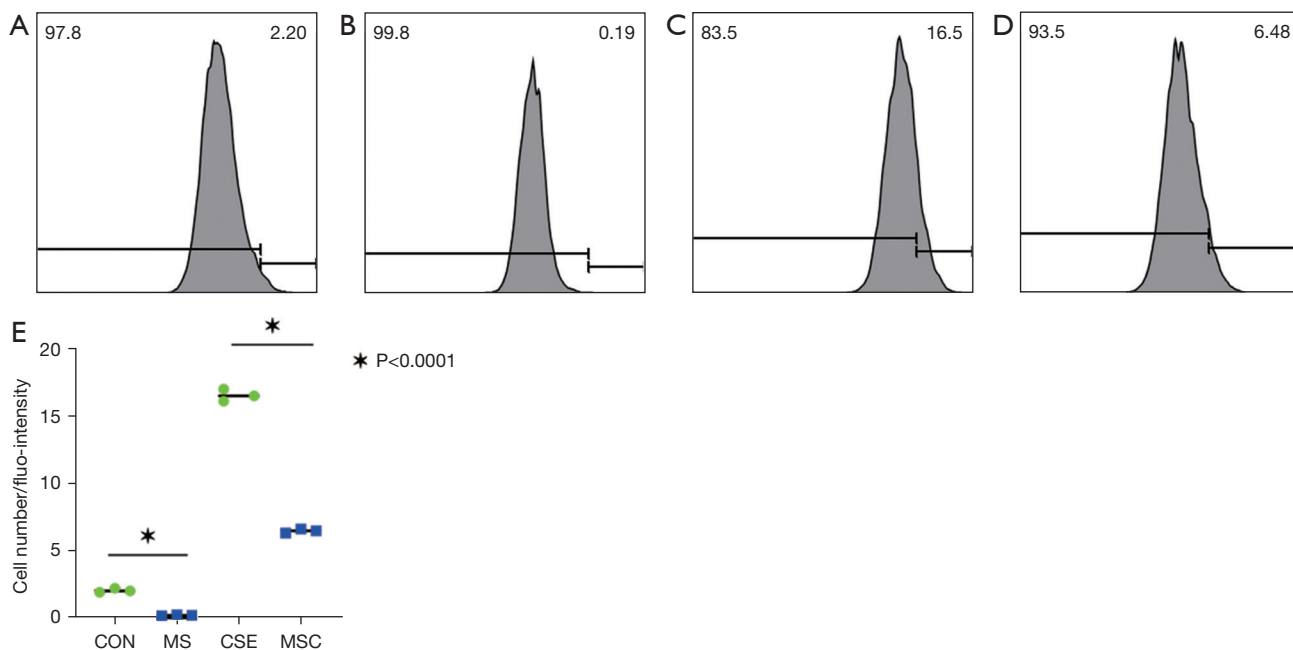 A
97.8 2.20
B
99.8 0.19
C
83.5 16.5
D
93.5 6.48
E
Cell number/fluo-intensity
20
15
10
5
0
CON MS CSE MSC
✶ ✶
✶ P<0.0001